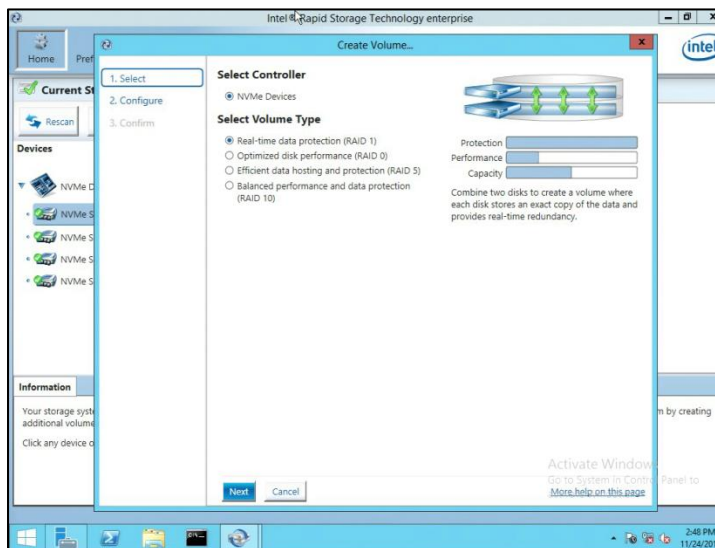 Intel® Rapid Storage Technology enterprise
Home
Pref
intel
Current St
Rescan
Devices
NVMe D
NVMe S
NVMe S
NVMe S
NVMe S
Information
Your storage syste
additional volume
Click any device o
m by creating
Create Volume...
1. Select
2. Configure
3. Confirm
Select Controller
NVMe Devices
Select Volume Type
Real-time data protection (RAID 1)
Optimized disk performance (RAID 0)
Efficient data hosting and protection (RAID 5)
Balanced performance and data protection
(RAID 10)
Protection
Performance
Capacity
Combine two disks to create a volume where
each disk stores an exact copy of the data and
provides real-time redundancy.
Activate Window
Go to System in Control Panel to
More help on this page
Next
Cancel
2:48 PM
11/24/201